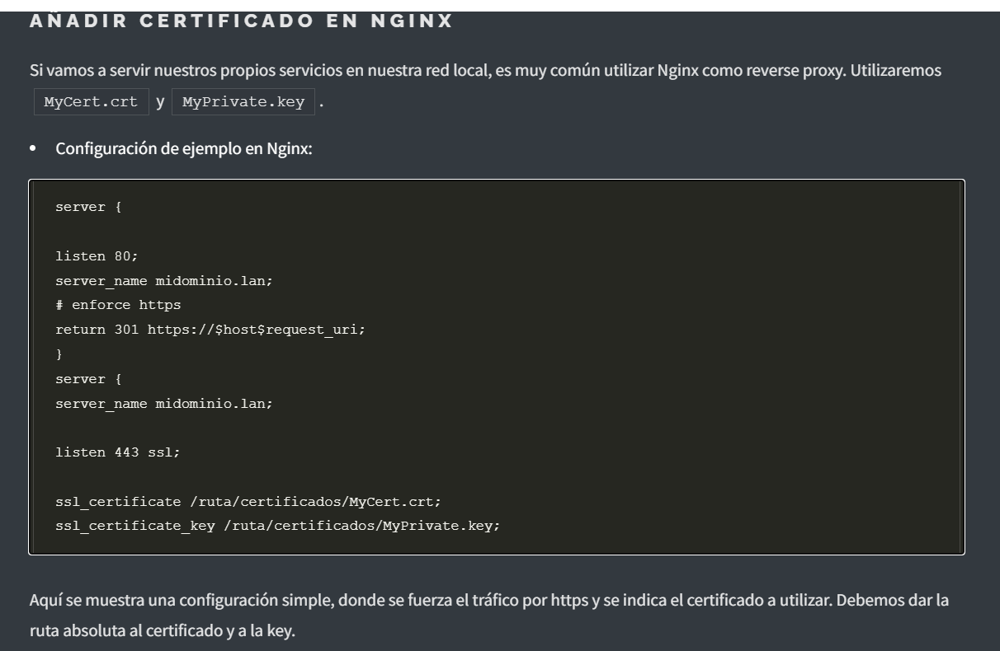 AÑADIR CERTIFICADO EN NGINX
Si vamos a servir nuestros propios servicios en nuestra red local, es muy común utilizar Nginx como reverse proxy. Utilizaremos
MyCert.crt y MyPrivate.key .
• Configuración de ejemplo en Nginx:
server {
listen 80;
server_name midominio.lan;
# enforce https
return 301 https://$host$request_uri;
}
server {
server_name midominio.lan;
listen 443 ssl;
ssl_certificate /ruta/certificados/MyCert.crt;
ssl_certificate_key /ruta/certificados/MyPrivate.key;
Aquí se muestra una configuración simple, donde se fuerza el tráfico por https y se indica el certificado a utilizar. Debemos dar la
ruta absoluta al certificado y a la key.